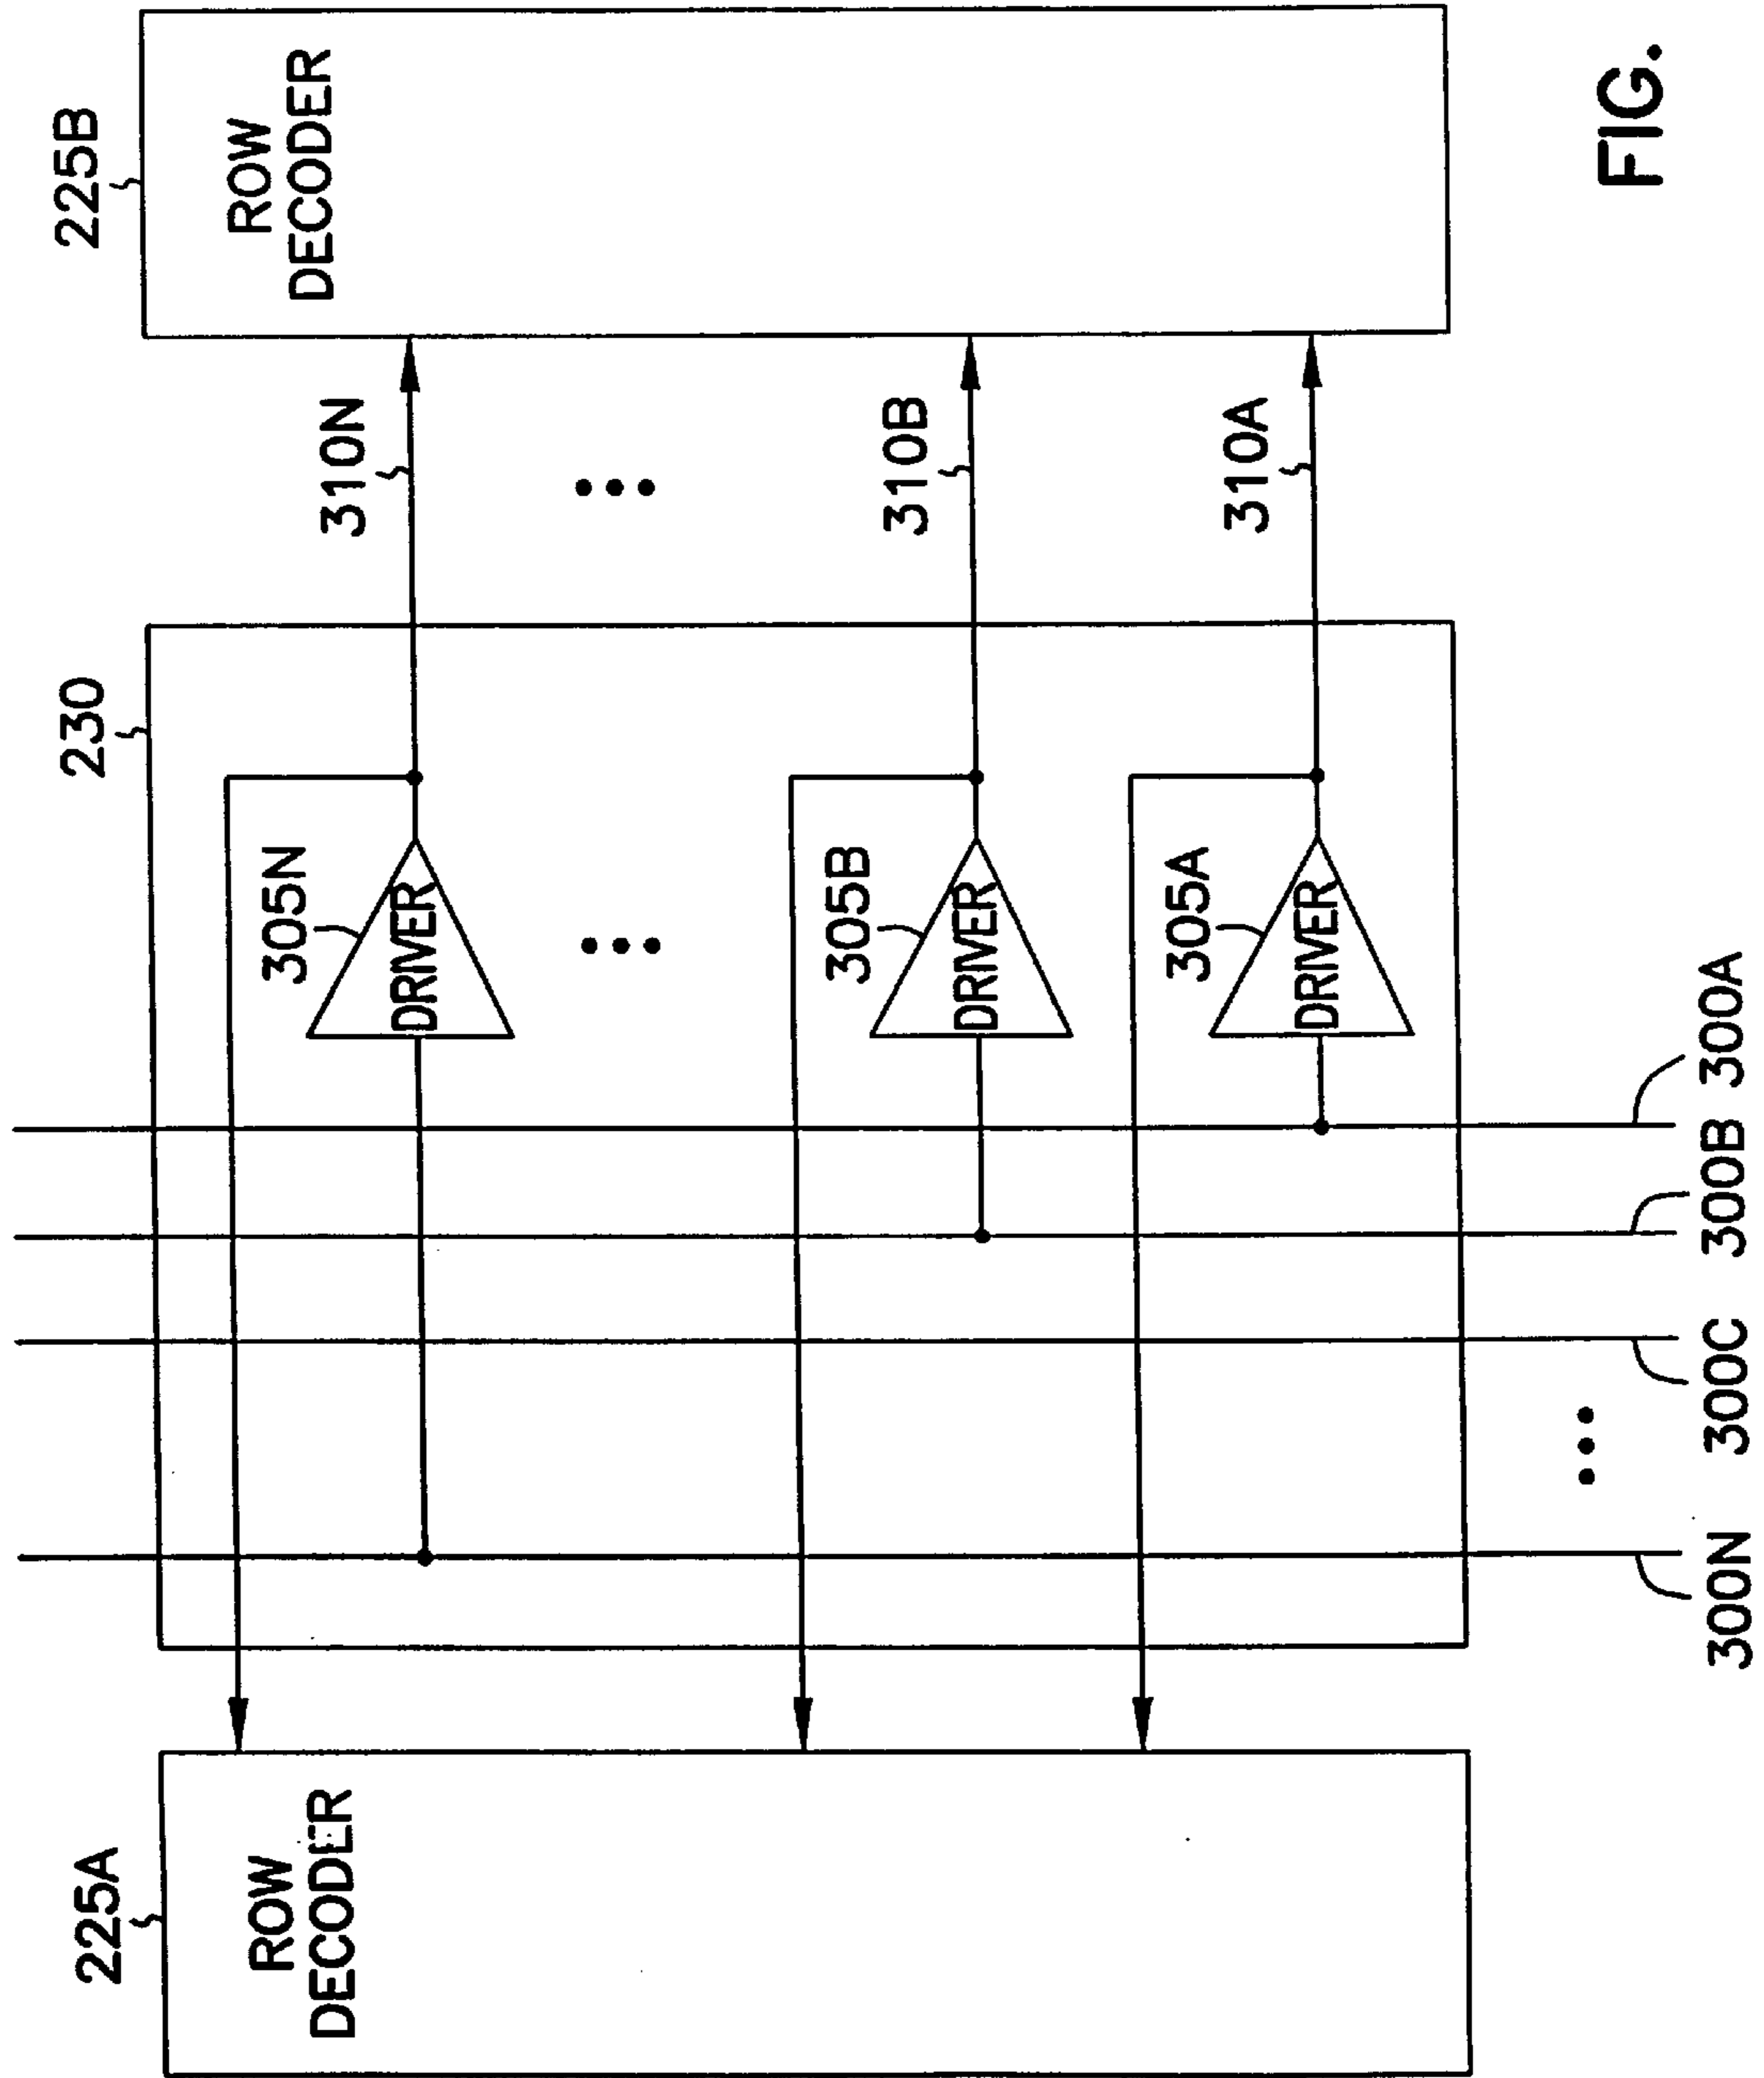 225A
ROW
DECODER
230
225B
ROW
DECODER
305N
DRIVER
310N
305B
DRIVER
310B
305A
DRIVER
310A
300N
300C
300B
300A
FIG.